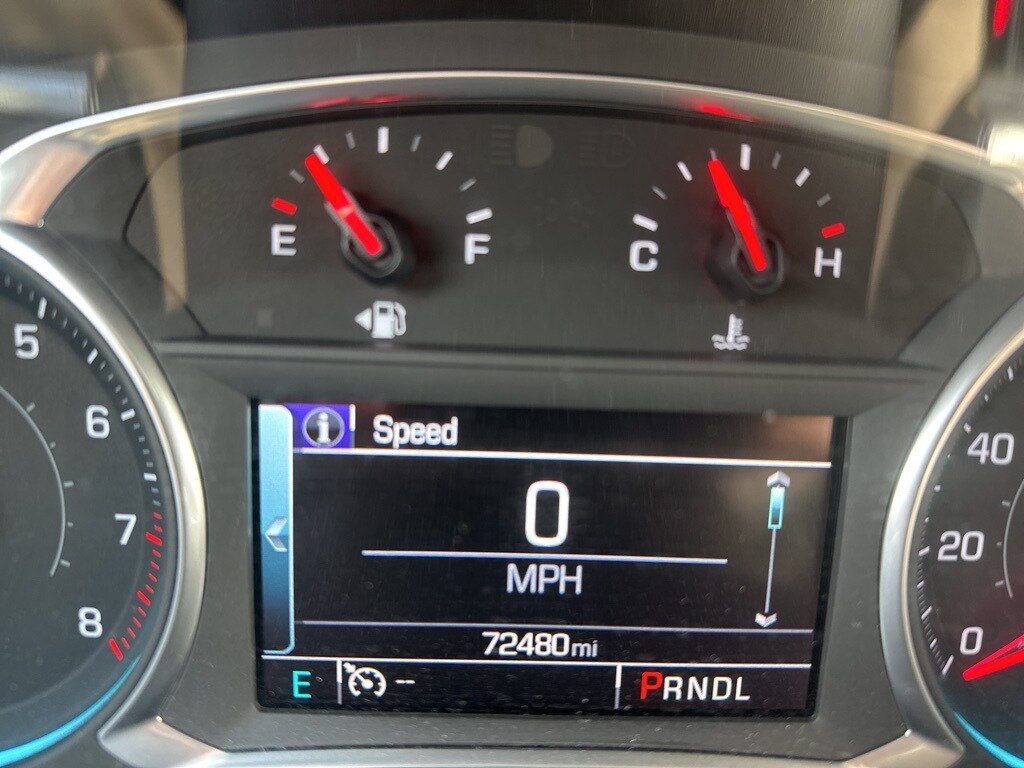 E F
C H
5
6
7
8
Speed
0
MPH
72480mi
E -- PRNDL
40
20
0